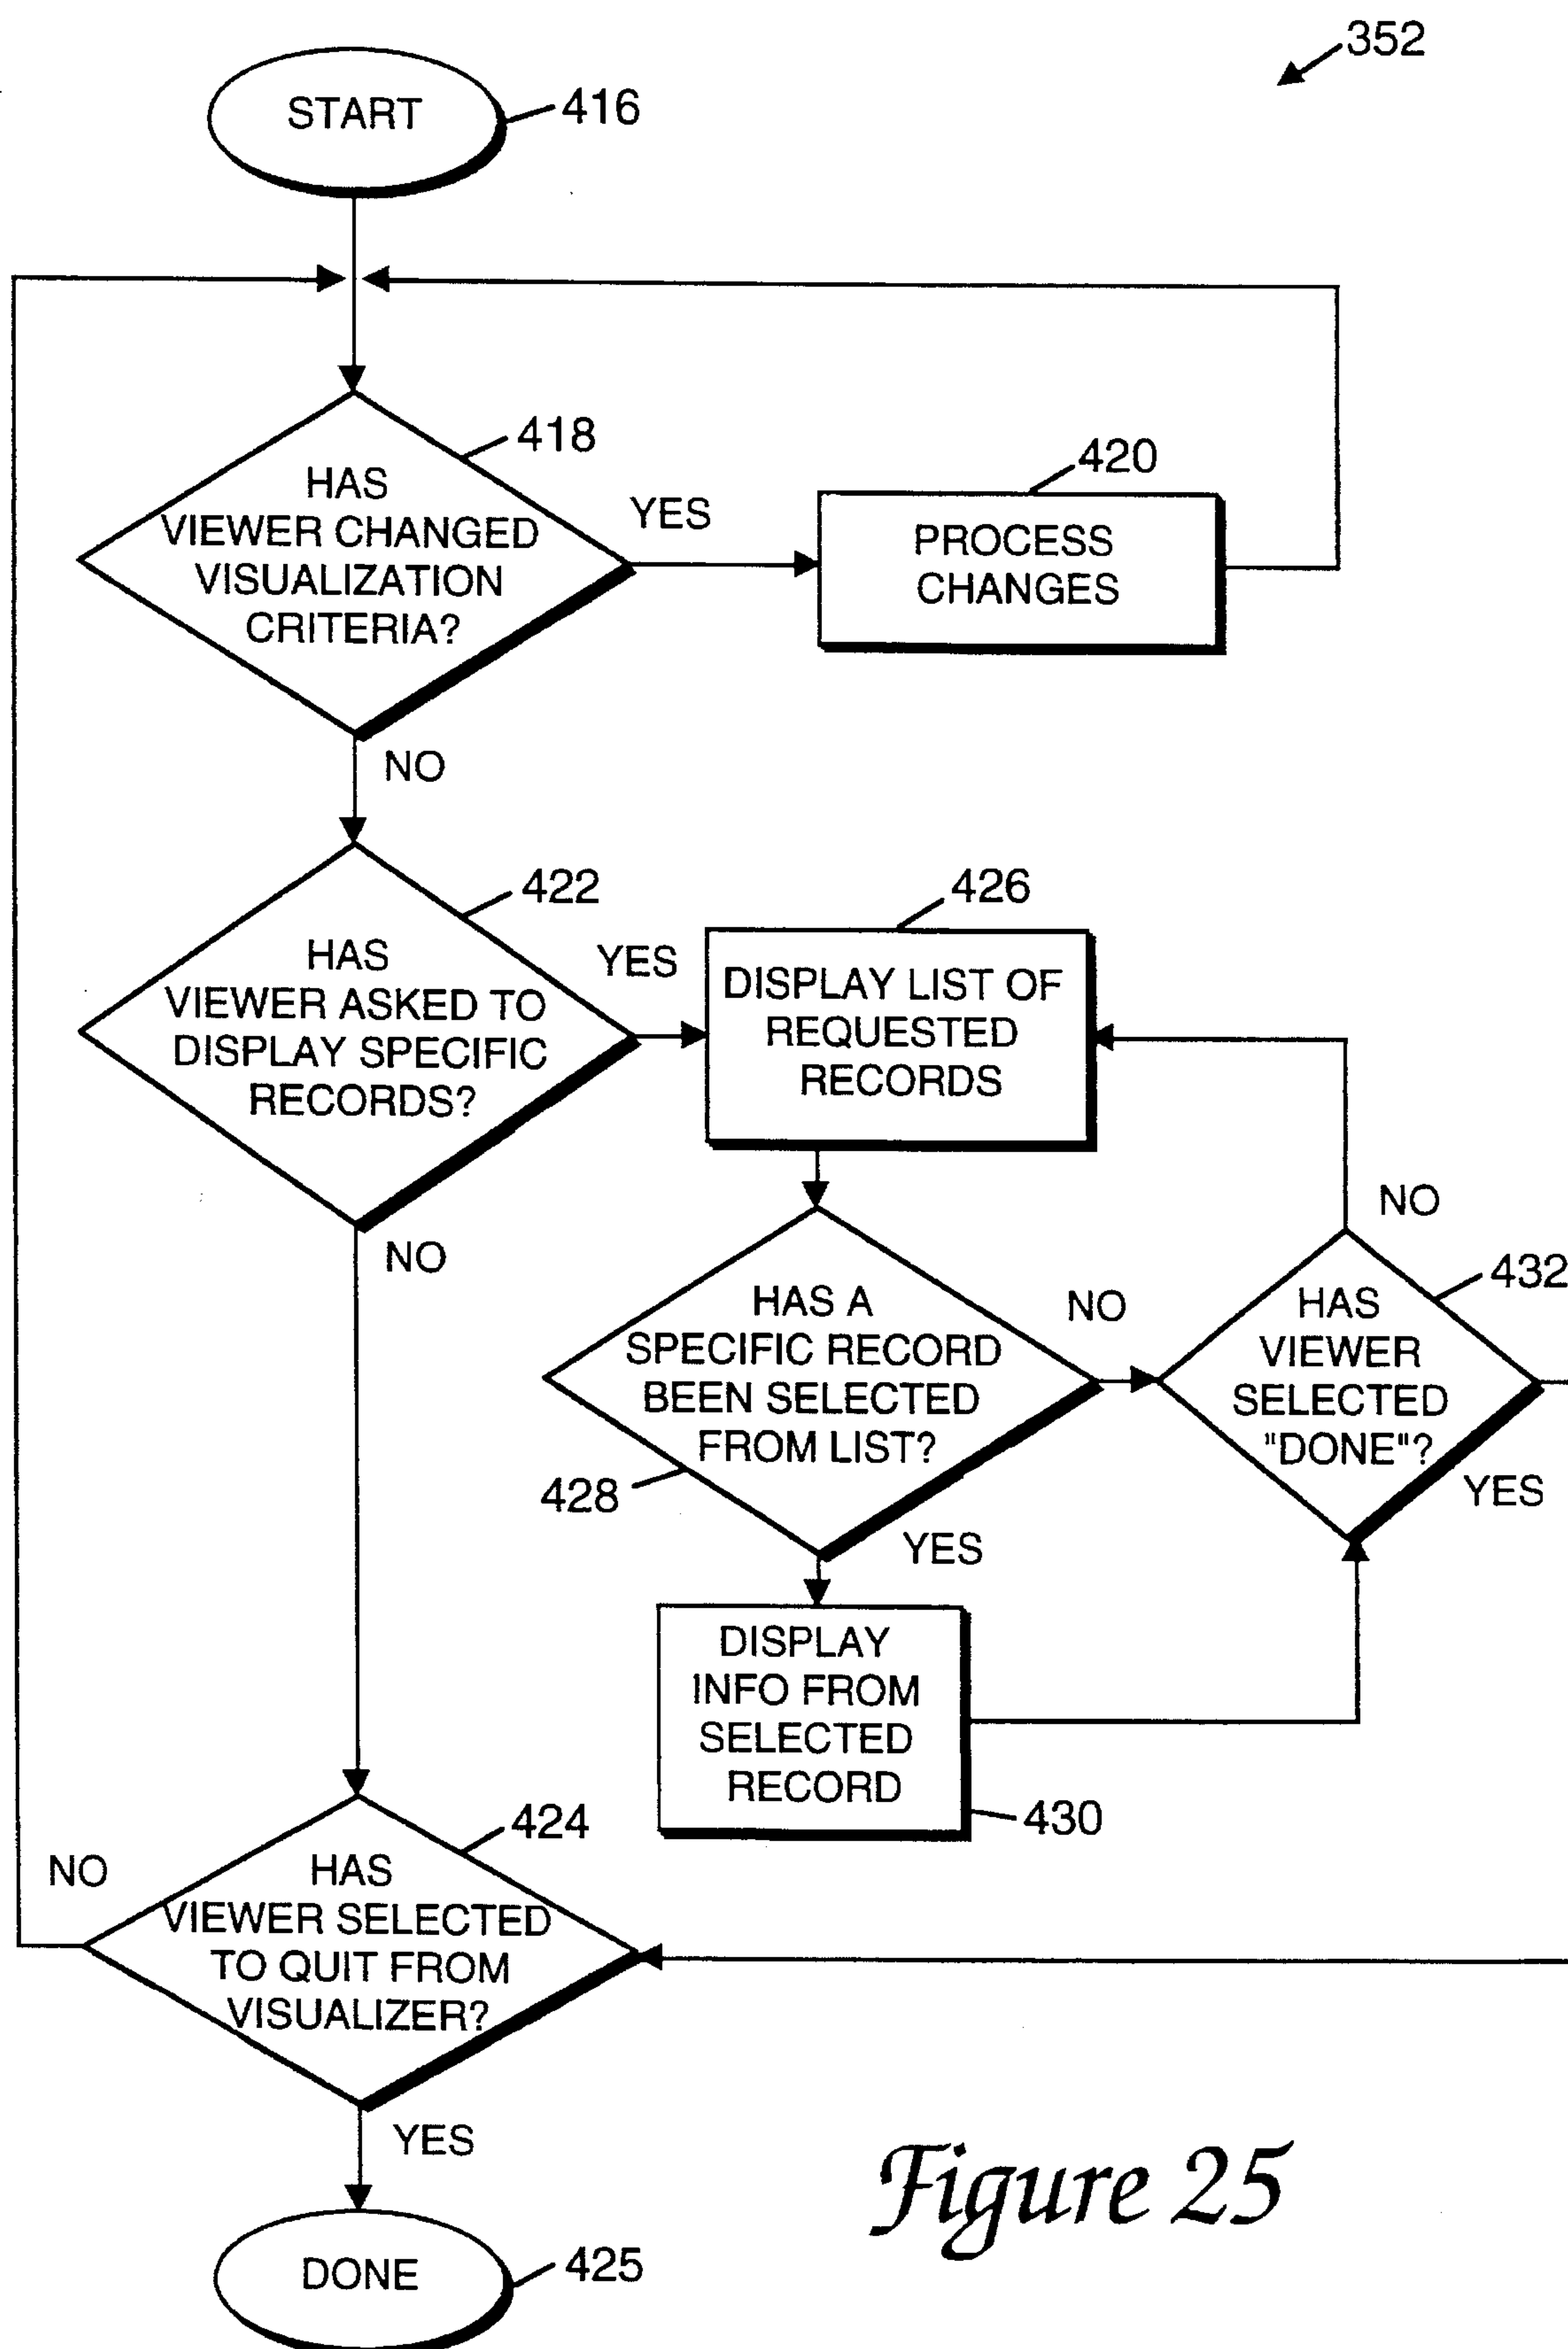 352
START
416
418
HAS
VIEWER CHANGED
VISUALIZATION
CRITERIA?
YES
420
PROCESS
CHANGES
NO
422
HAS
VIEWER ASKED TO
DISPLAY SPECIFIC
RECORDS?
YES
426
DISPLAY LIST OF
REQUESTED
RECORDS
NO
NO
432
HAS A
SPECIFIC RECORD
BEEN SELECTED
FROM LIST?
NO
HAS
VIEWER
SELECTED
"DONE"?
428
YES
YES
DISPLAY
INFO FROM
SELECTED
RECORD
430
424
NO
HAS
VIEWER SELECTED
TO QUIT FROM
VISUALIZER?
YES
DONE
425
Figure 25